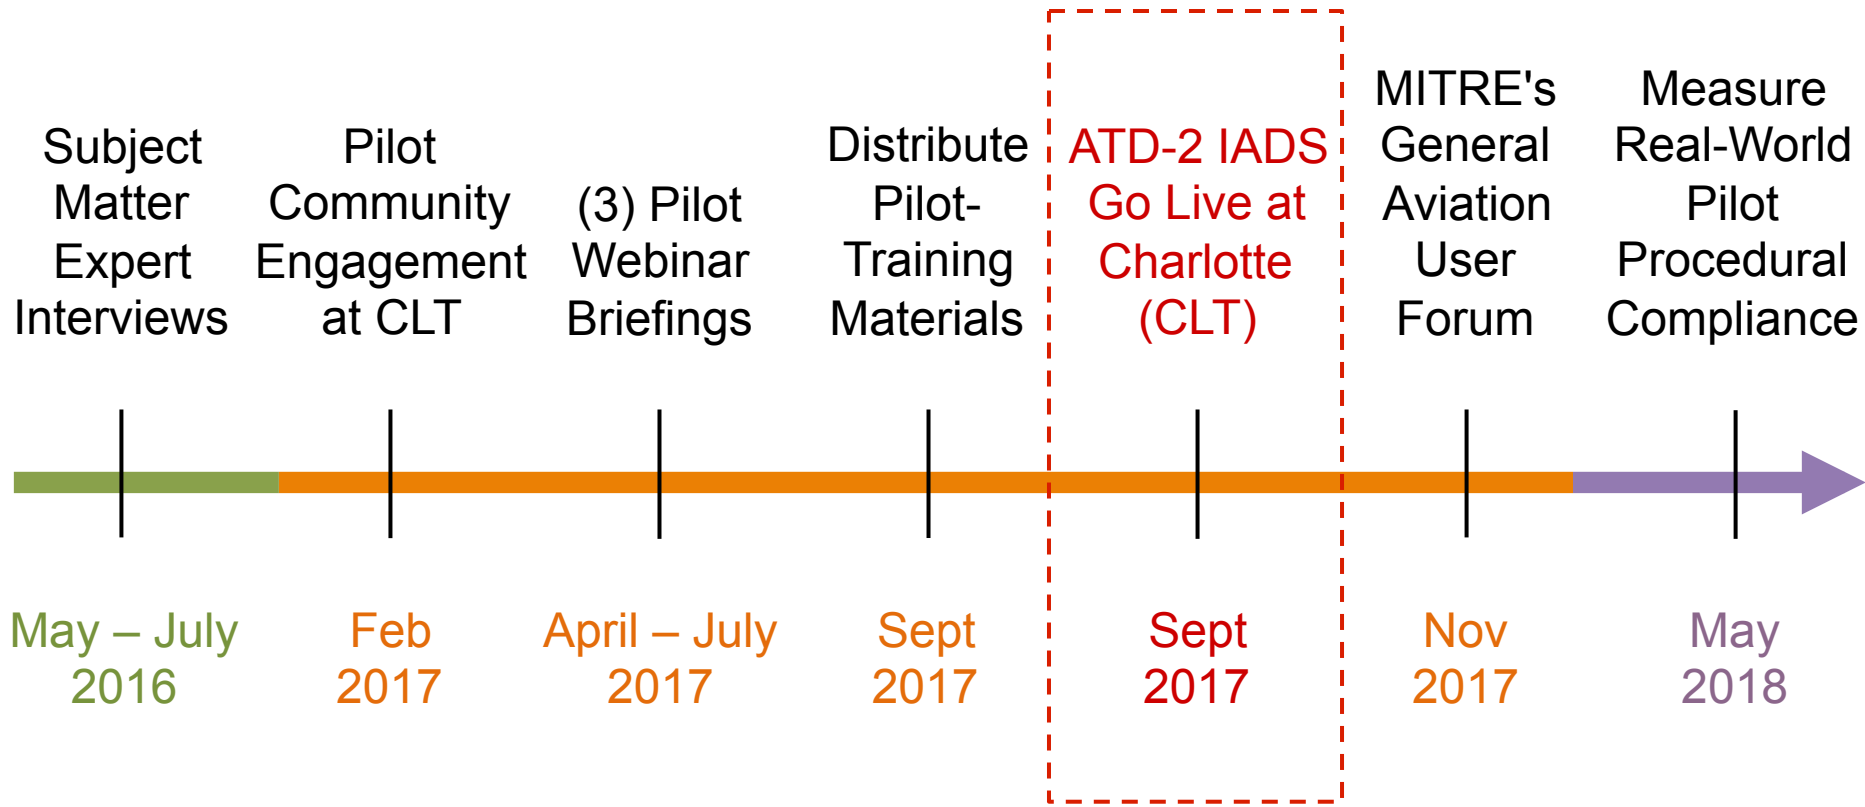 Subject
Matter
Expert
Interviews
May – July
2016
Pilot
Community
Engagement
at CLT
Feb
2017
(3) Pilot
Webinar
Briefings
April – July
2017
Distribute
Pilot-
Training
Materials
Sept
2017
ATD-2 IADS
Go Live at
Charlotte
(CLT)
Sept
2017
MITRE's
General
Aviation
User
Forum
Nov
2017
Measure
Real-World
Pilot
Procedural
Compliance
May
2018